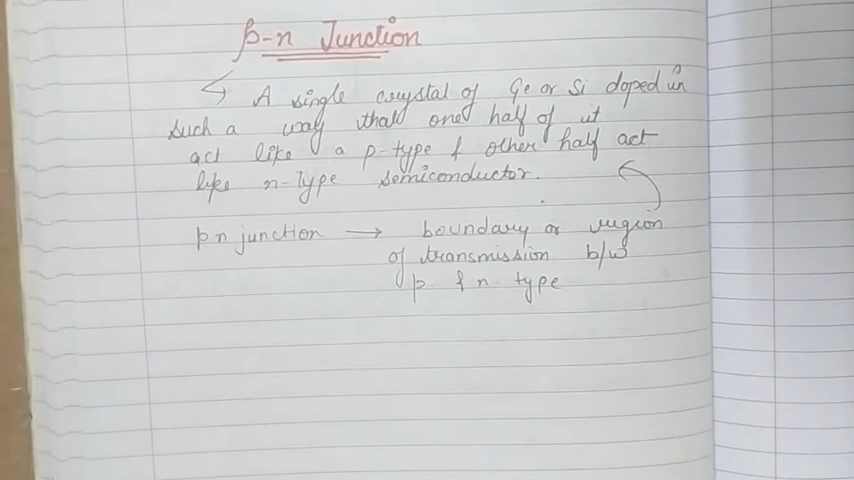 p-n Junction
↳ A single crystal of Ge or Si doped in
such a way that one half of it
act like a p-type & other half act
like n-Type semiconductor.
pn junction → boundary or region
of transmission b/w
p & n type